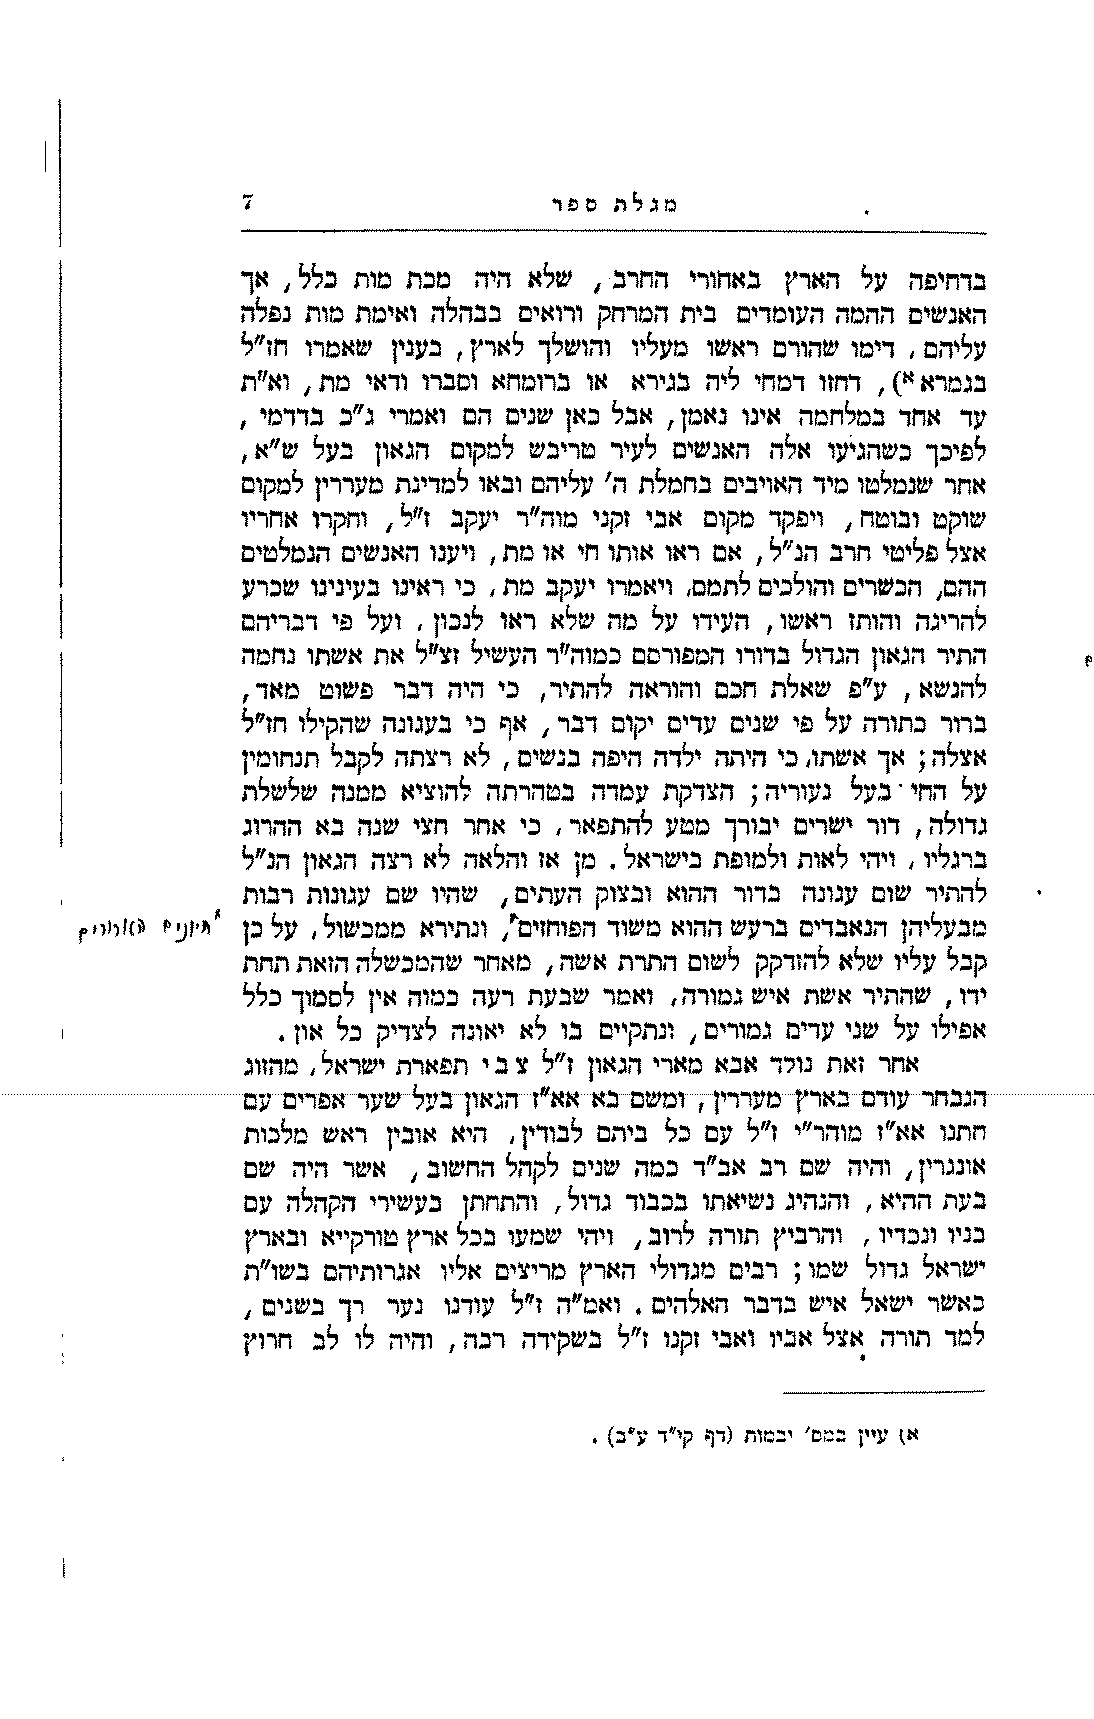 מגלת ספר 7
בדחיפה על הארץ באחורי החרב, שלא היה מכת מות כלל, אך
האנשים ההמה העומדים בית המרחק ורואים בבהלה ואימת מות נפלה
עליהם, דימו שהורם ראשו מעליו והושלך לארץ, כענין שאמרו חז"ל
בגמרא א), דחזו דמחי ליה בגירא או ברומחא וסברו ודאי מת, וא"ת
עד אחד במלחמה אינו נאמן, אבל כאן שנים הם ואמרי ג"כ בדדמי,
לפיכך כשהגיעו אלה האנשים לעיר טריבש למקום הגאון בעל ש"א,
אחר שנמלטו מיד האויבים בחמלת ה' עליהם ובאו למדינת מעררין למקום
שוקט ובוטח, ויפקד מקום אבי זקני מוה"ר יעקב ז"ל, וחקרו אחריו
אצל פליטי חרב הנ"ל, אם ראו אותו חי או מת, ויענו האנשים הנמלטים
ההם, הכשרים והולכים לתמם, ויאמרו יעקב מת, כי ראינו בעינינו שכרע
להריגה והותז ראשו, העידו על מה שלא ראו לנכון, ועל פי דבריהם
התיר הגאון הגדול בדורו המפורסם כמוה"ר העשיל זצ"ל את אשתו נחמה
להנשא, ע"פ שאלת חכם והוראה להתיר, כי היה דבר פשוט מאד,
ברור כתורה על פי שנים עדים יקום דבר, אף כי בעגונה שהקילו חז"ל
אצלה; אך אשתו, כי היתה ילדה היפה בנשים, לא רצתה לקבל תנחומין
על החי בעל נעוריה; הצדקת עמדה בטהרתה להוציא ממנה שלשלת
גדולה, דור ישרים יבורך מטע להתפאר, כי אחר חצי שנה בא ההרוג
ברגליו, ויהי לאות ולמופת בישראל. מן אז והלאה לא רצה הגאון הנ"ל
להתיר שום עגונה בדור ההוא ובצוק העתים, שהיו שם עגונות רבות
מבעליהן הנאבדים ברעש ההוא משוד הפוחזים*, ונתירא ממכשול, על כן
*היונים הארורים
קבל עליו שלא להזדקק לשום התרת אשה, מאחר שהמכשלה הזאת תחת
ידו, שהתיר אשת איש גמורה, ואמר שבעת רעה כמוה אין לסמוך כלל
אפילו על שני עדים גמורים, ונתקיים בו לא יאונה לצדיק כל און.
אחר זאת נולד אבא מארי הגאון ז"ל צבי תפארת ישראל, מהזוג
הנבחר עודם בארץ מעררין, ומשם בא אא"ז הגאון בעל שער אפרים עם
חתנו אא"ז מוהר"י ז"ל עם כל ביתם לבודין, היא אובין ראש מלכות
אונגרין, והיה שם רב אב"ד כמה שנים לקהל החשוב, אשר היה שם
בעת ההיא, והנהיג נשיאתו בכבוד גדול, והתחתן בעשירי הקהלה עם
בניו ונכדיו, והרביץ תורה לרוב, ויהי שמעו בכל ארץ טורקייא ובארץ
ישראל גדול שמו; רבים מגדולי הארץ מריצים אליו אגרותיהם בשו"ת
כאשר ישאל איש בדבר האלהים. ואמ"ה ז"ל עודנו נער רך בשנים,
למד תורה אצל אביו ואבי זקנו ז"ל בשקידה רבה, והיה לו לב חרוץ
א) עיין במס' יבמות (דף קי"ד ע"ב).